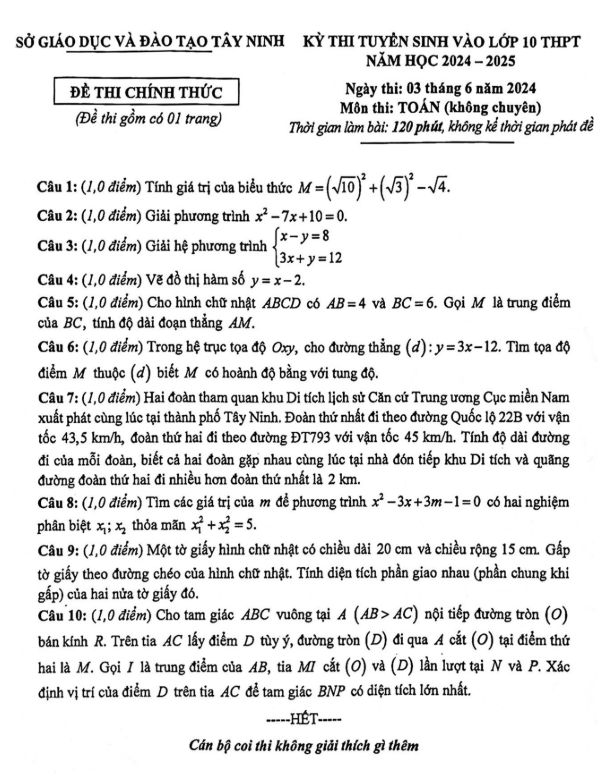 SỞ GIÁO DỤC VÀ ĐÀO TẠO TÂY NINH
KỲ THI TUYỂN SINH VÀO LỚP 10 THPT
NĂM HỌC 2024 – 2025
ĐỀ THI CHÍNH THỨC
(Đề thi gồm có 01 trang)
Ngày thi: 03 tháng 6 năm 2024
Môn thi: TOÁN (không chuyên)
Thời gian làm bài: 120 phút, không kể thời gian phát đề
Câu 1: (1,0 điểm) Tính giá trị của biểu thức M = (√10)² + (√3)² − √4.
Câu 2: (1,0 điểm) Giải phương trình x² − 7x + 10 = 0.
Câu 3: (1,0 điểm) Giải hệ phương trình {x − y = 8
3x + y = 12
Câu 4: (1,0 điểm) Vẽ đồ thị hàm số y = x − 2.
Câu 5: (1,0 điểm) Cho hình chữ nhật ABCD có AB = 4 và BC = 6. Gọi M là trung điểm
của BC, tính độ dài đoạn thẳng AM.
Câu 6: (1,0 điểm) Trong hệ trục tọa độ Oxy, cho đường thẳng (d): y = 3x − 12. Tìm tọa độ
điểm M thuộc (d) biết M có hoành độ bằng với tung độ.
Câu 7: (1,0 điểm) Hai đoàn tham quan khu Di tích lịch sử Căn cứ Trung ương Cục miền Nam
xuất phát cùng lúc tại thành phố Tây Ninh. Đoàn thứ nhất đi theo đường Quốc lộ 22B với vận
tốc 43,5 km/h, đoàn thứ hai đi theo đường ĐT793 với vận tốc 45 km/h. Tính độ dài đường
đi của mỗi đoàn, biết cả hai đoàn gặp nhau cùng lúc tại nhà đón tiếp khu Di tích và quãng
đường đoàn thứ hai đi nhiều hơn đoàn thứ nhất là 2 km.
Câu 8: (1,0 điểm) Tìm các giá trị của m để phương trình x² − 3x + 3m − 1 = 0 có hai nghiệm
phân biệt x₁; x₂ thỏa mãn x₁² + x₂² = 5.
Câu 9: (1,0 điểm) Một tờ giấy hình chữ nhật có chiều dài 20 cm và chiều rộng 15 cm. Gấp
tờ giấy theo đường chéo của hình chữ nhật. Tính diện tích phần giao nhau (phần chung khi
gấp) của hai nửa tờ giấy đó.
Câu 10: (1,0 điểm) Cho tam giác ABC vuông tại A (AB > AC) nội tiếp đường tròn (O)
bán kính R. Trên tia AC lấy điểm D tùy ý, đường tròn (D) đi qua A cắt (O) tại điểm thứ
hai là M. Gọi I là trung điểm của AB, tia MI cắt (O) và (D) lần lượt tại N và P. Xác
định vị trí của điểm D trên tia AC để tam giác BNP có diện tích lớn nhất.
-----HẾT-----
Cán bộ coi thi không giải thích gì thêm